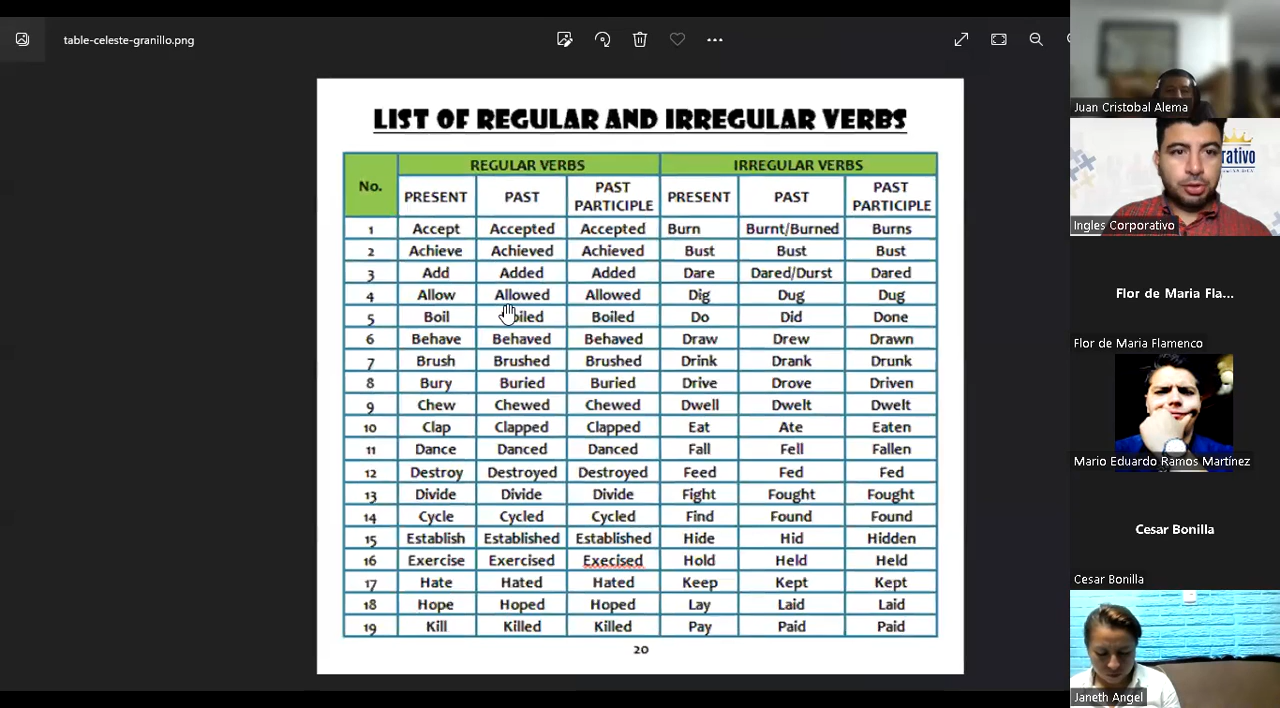 table-celeste-granillo.png
LIST OF REGULAR AND IRREGULAR VERBS
No. REGULAR VERBS IRREGULAR VERBS
PRESENT PAST PAST PARTICIPLE PRESENT PAST PAST PARTICIPLE
1 Accept Accepted Accepted Burn Burnt/Burned Burns
2 Achieve Achieved Achieved Bust Bust Bust
3 Add Added Added Dare Dared/Durst Dared
4 Allow Allowed Allowed Dig Dug Dug
5 Boil oiled Boiled Do Did Done
6 Behave Behaved Behaved Draw Drew Drawn
7 Brush Brushed Brushed Drink Drank Drunk
8 Bury Buried Buried Drive Drove Driven
9 Chew Chewed Chewed Dwell Dwelt Dwelt
10 Clap Clapped Clapped Eat Ate Eaten
11 Dance Danced Danced Fall Fell Fallen
12 Destroy Destroyed Destroyed Feed Fed Fed
13 Divide Divide Divide Fight Fought Fought
14 Cycle Cycled Cycled Find Found Found
15 Establish Established Established Hide Hid Hidden
16 Exercise Exercised Execised Hold Held Held
17 Hate Hated Hated Keep Kept Kept
18 Hope Hoped Hoped Lay Laid Laid
19 Kill Killed Killed Pay Paid Paid
20
Juan Cristobal Alema
rativo
Ingles Corporativo
Flor de Maria Fla...
Flor de Maria Flamenco
Mario Eduardo Ramos Martínez
Cesar Bonilla
Cesar Bonilla
Janeth Angel